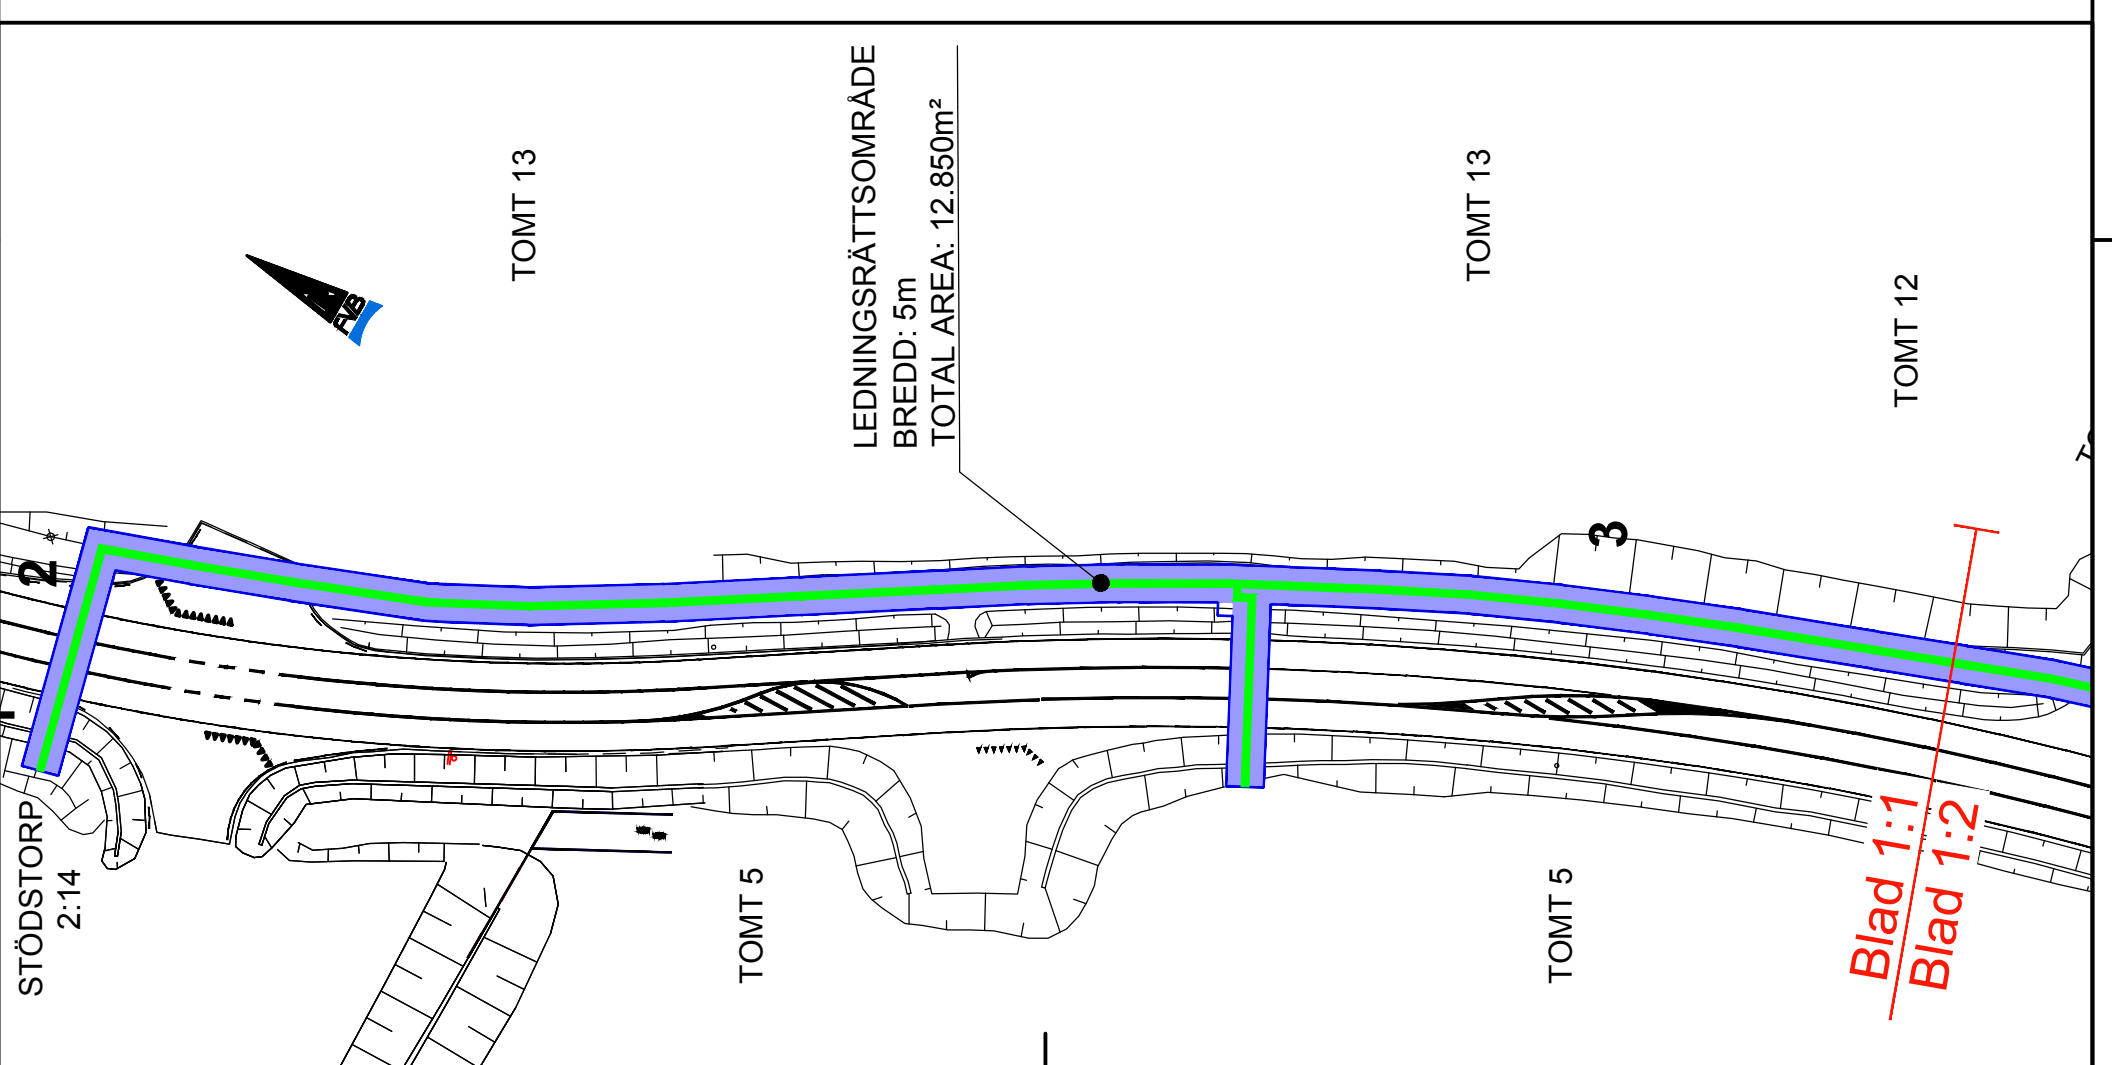 TOMT 13
LEDNINGSRÄTTSOMRÅDE
BREDD: 5m
TOTAL AREA: 12.850m²
TOMT 13
TOMT 12
FVB
2
3
STÖDSTORP
2:14
TOMT 5
TOMT 5
Blad 1:1
Blad 1:2